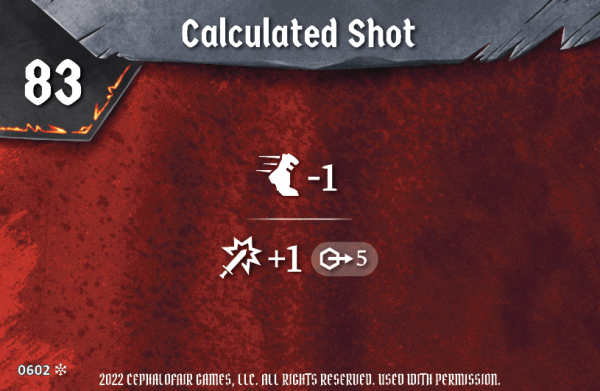 Calculated Shot
83
-1
+1 5
0602
2022 CEPHALOFAIR GAMES, LLC. ALL RIGHTS RESERVED. USED WITH PERMISSION.